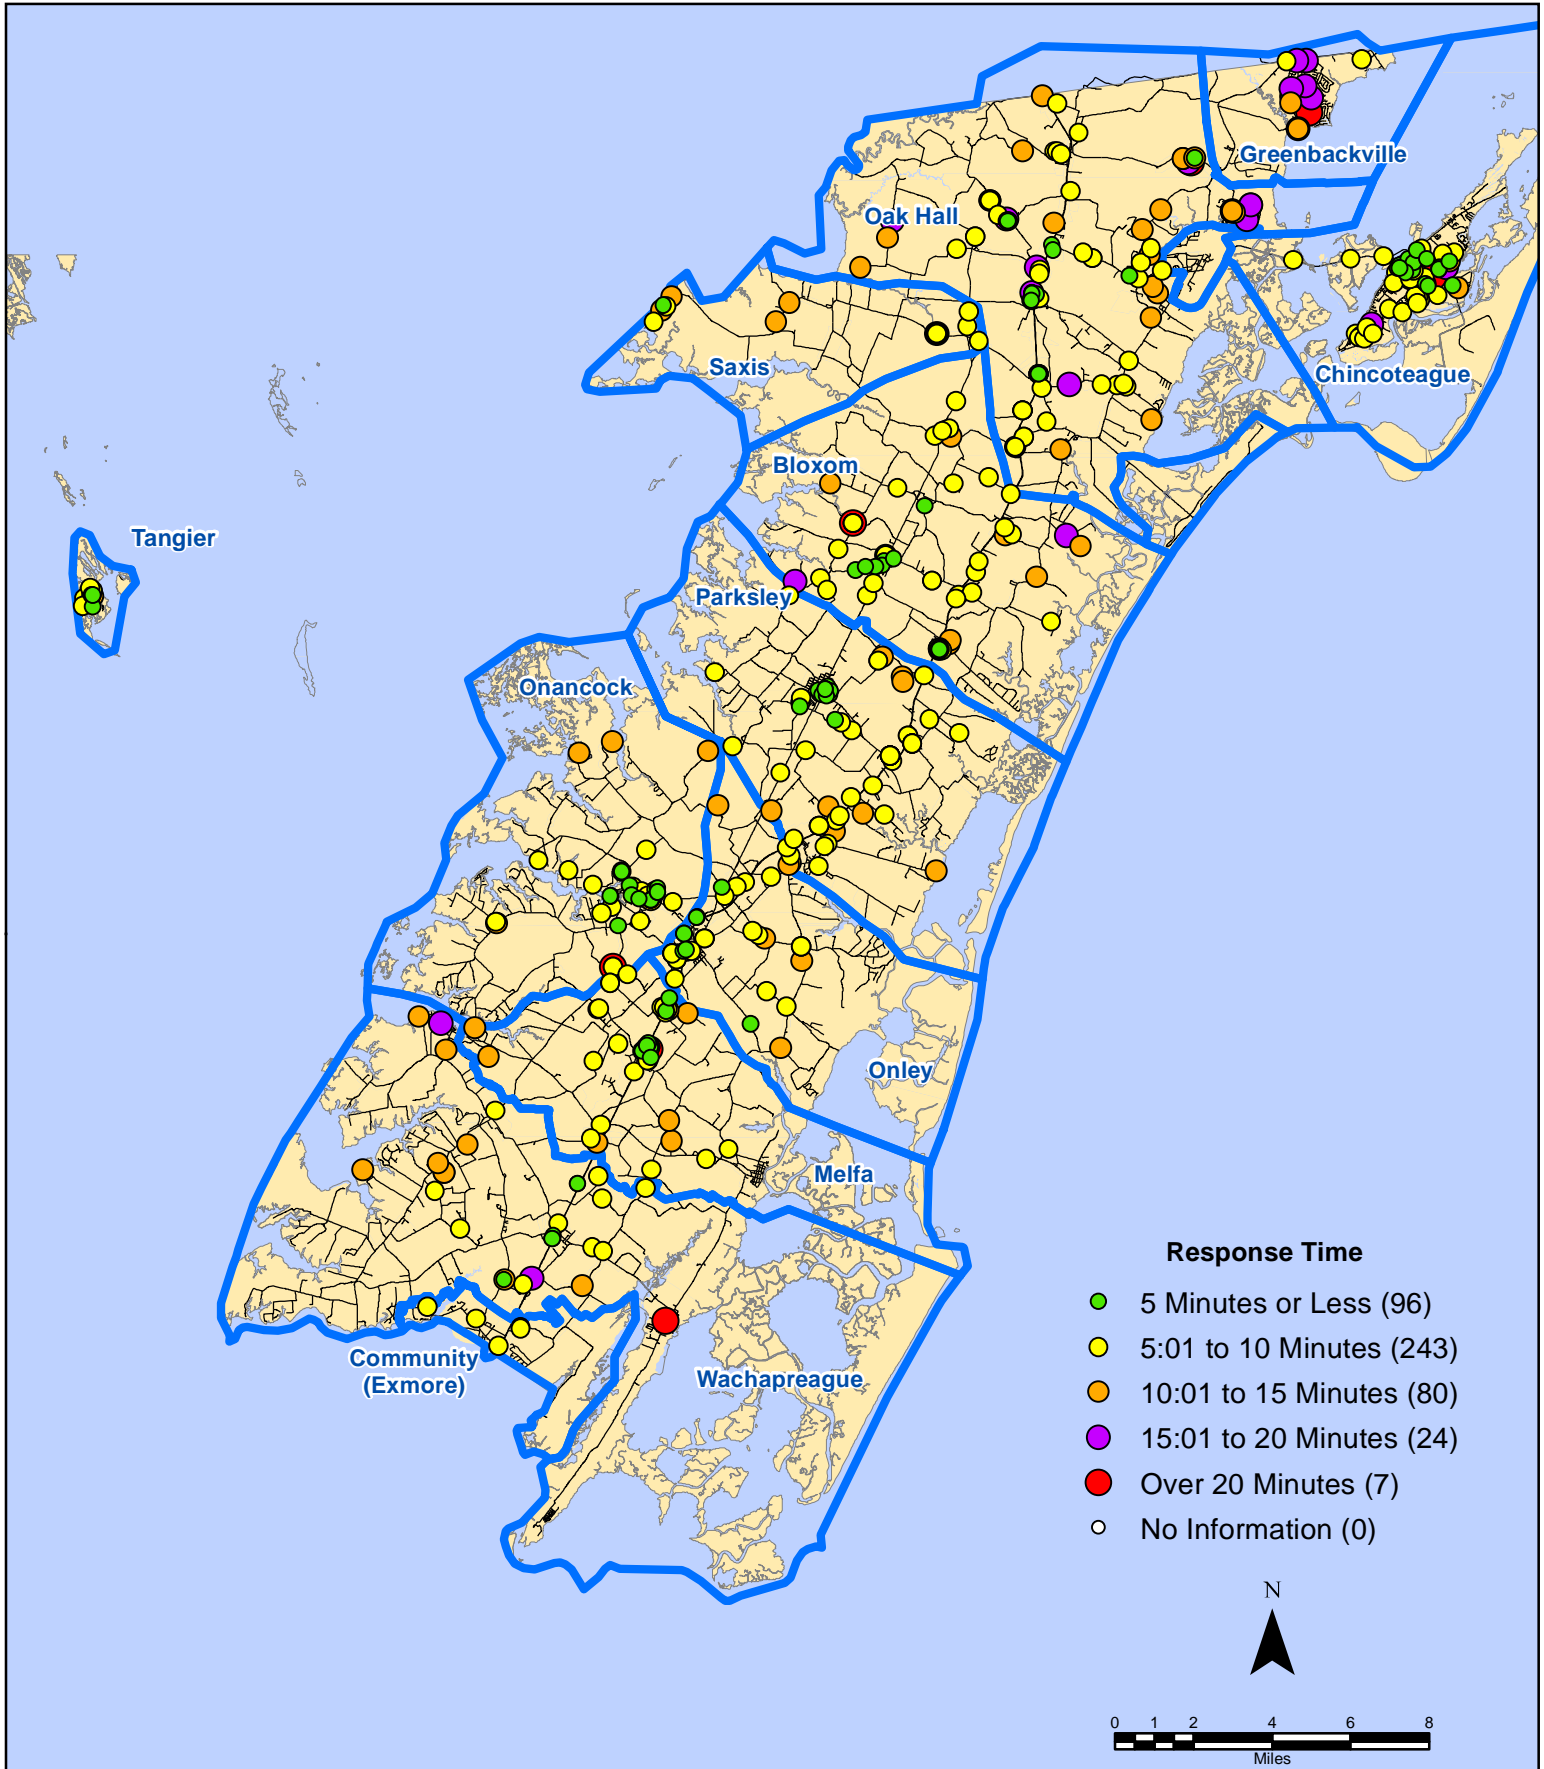 Greenbackville
Oak Hall
Saxis
Chincoteague
Bloxom
Tangier
Parksley
Onancock
Onley
Melfa
Community
(Exmore)
Wachapreague
Response Time
5 Minutes or Less (96)
5:01 to 10 Minutes (243)
10:01 to 15 Minutes (80)
15:01 to 20 Minutes (24)
Over 20 Minutes (7)
No Information (0)
N
0 1 2 4 6 8
Miles